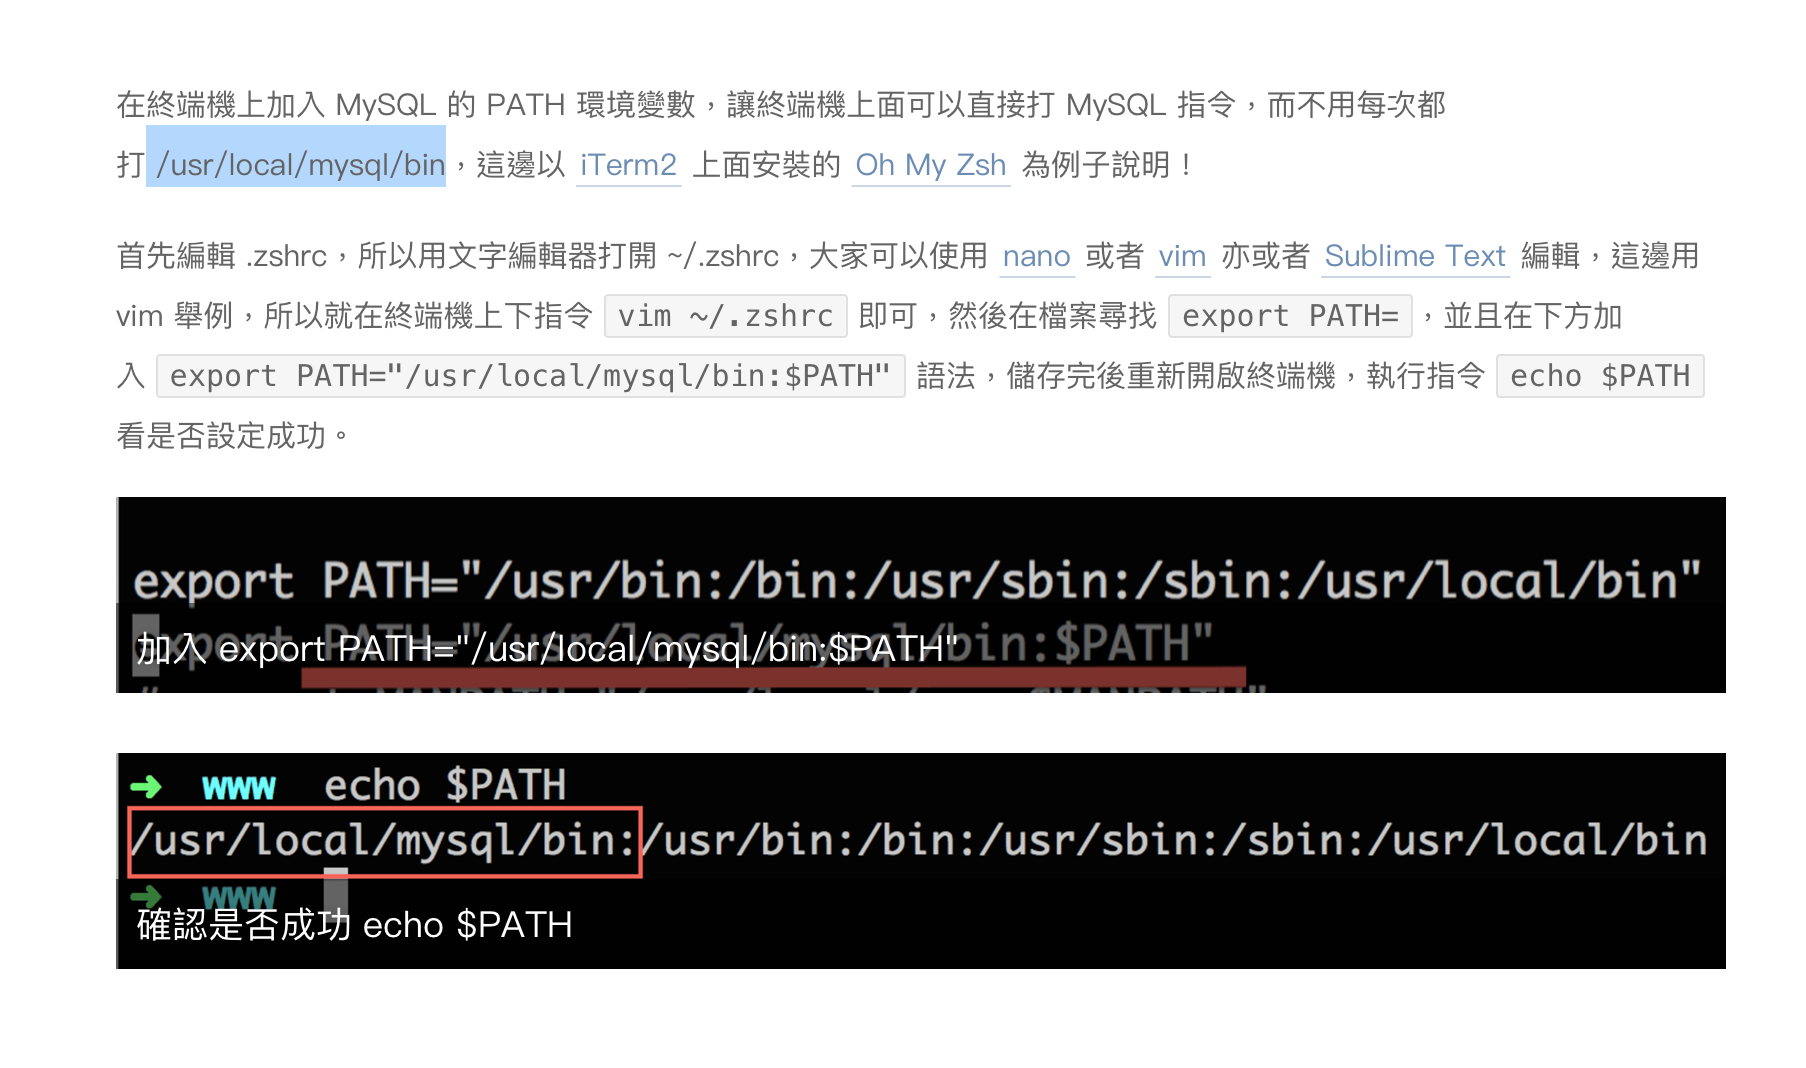 在終端機上加入 MySQL 的 PATH 環境變數，讓終端機上面可以直接打 MySQL 指令，而不用每次都
打 /usr/local/mysql/bin，這邊以 iTerm2 上面安裝的 Oh My Zsh 為例子說明！
首先編輯 .zshrc，所以用文字編輯器打開 ~/.zshrc，大家可以使用 nano 或者 vim 亦或者 Sublime Text 編輯，這邊用
vim 舉例，所以就在終端機上下指令 vim ~/.zshrc 即可，然後在檔案尋找 export PATH= ，並且在下方加
入 export PATH="/usr/local/mysql/bin:$PATH" 語法，儲存完後重新開啟終端機，執行指令 echo $PATH
看是否設定成功。
export PATH="/usr/bin:/bin:/usr/sbin:/sbin:/usr/local/bin"
export PATH="/usr/local/mysql/bin:$PATH"
加入 export PATH="/usr/local/mysql/bin:$PATH"
➜ www echo $PATH
/usr/local/mysql/bin:/usr/bin:/bin:/usr/sbin:/sbin:/usr/local/bin
➜ www
確認是否成功 echo $PATH